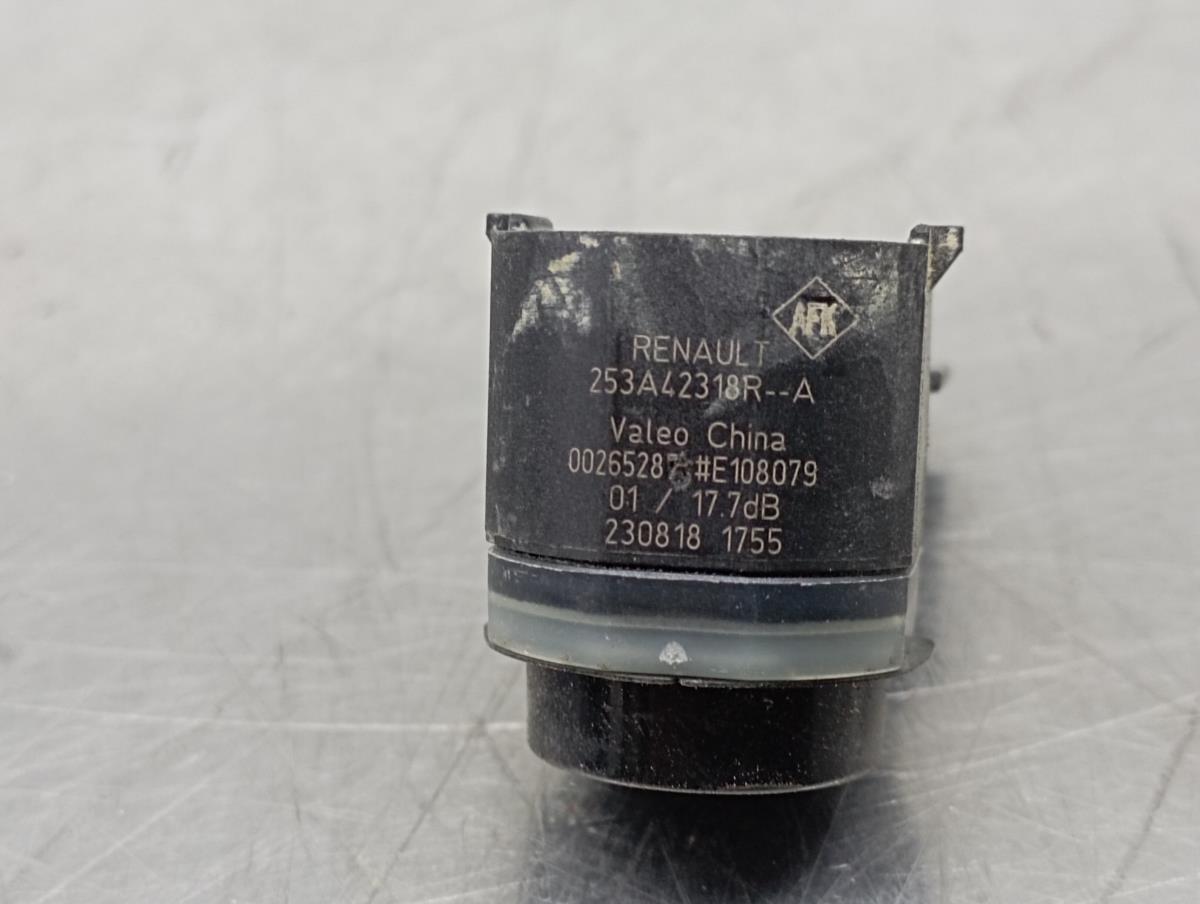 AFK
RENAULT
253A42318R--A
Valeo China
#E108079
01 / 17.7dB
230818 1755